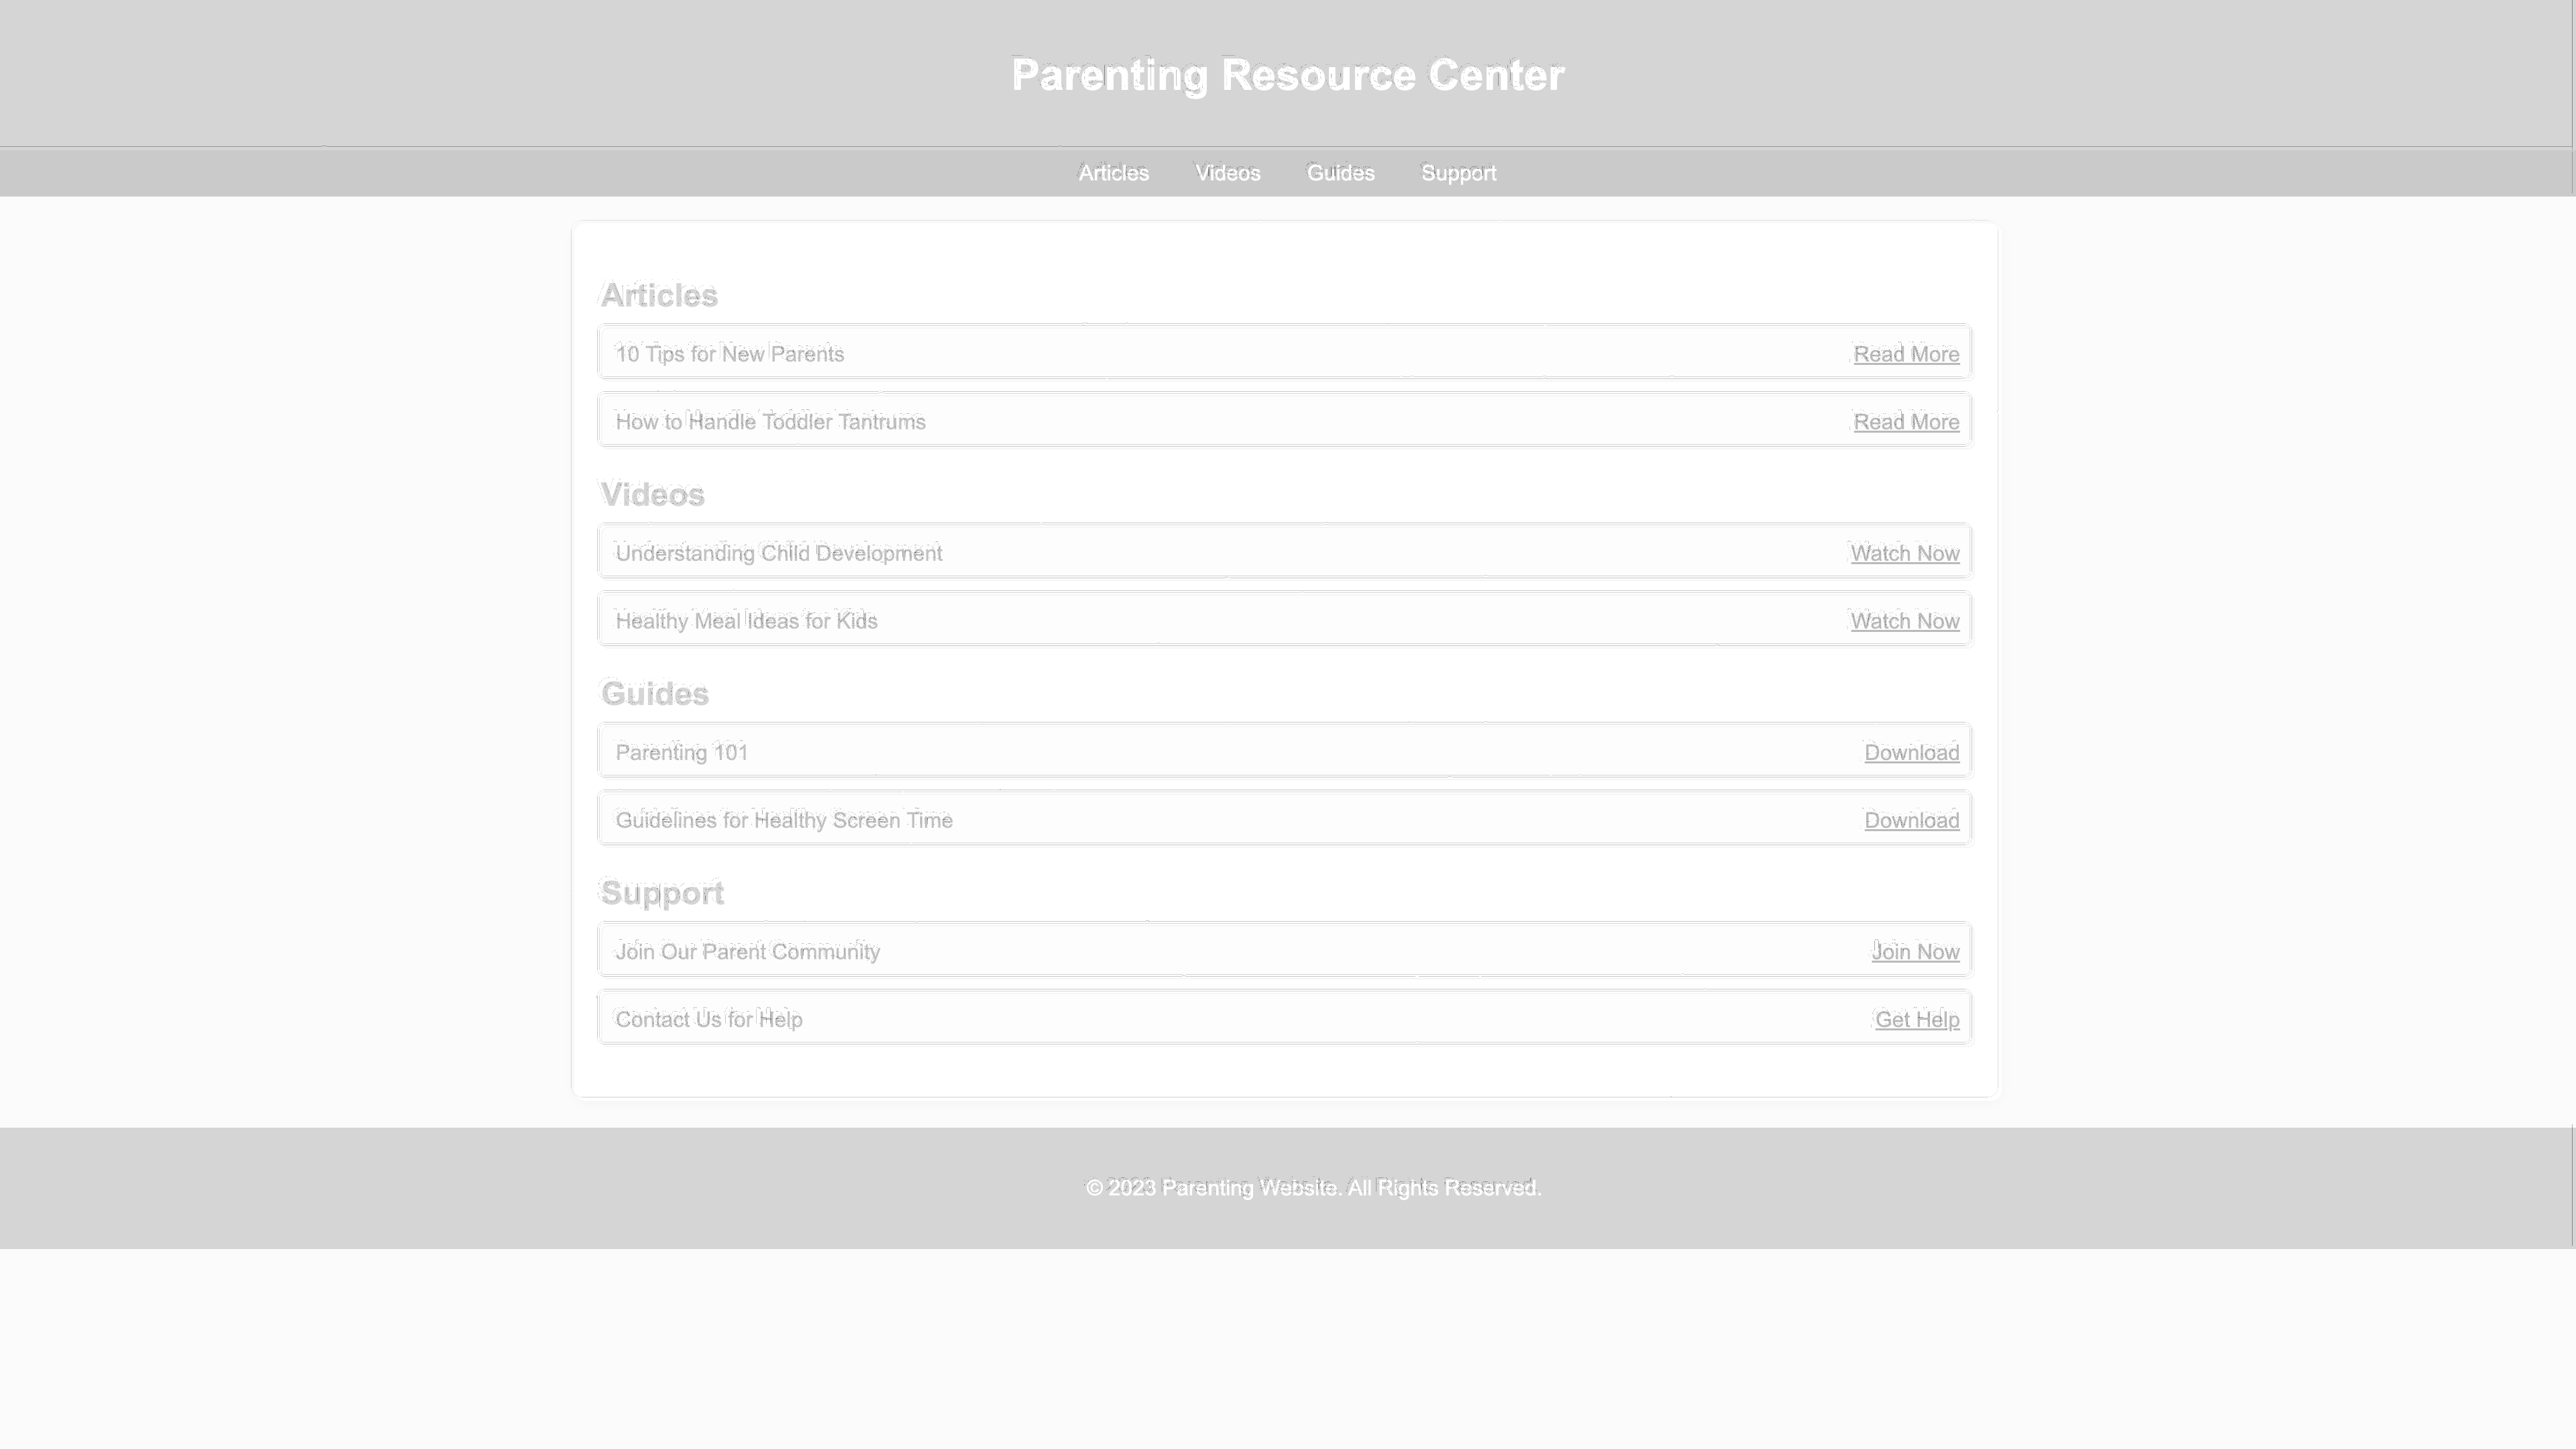 Parenting Resource Center
Articles Videos Guides Support
Articles
10 Tips for New Parents Read More
How to Handle Toddler Tantrums Read More
Videos
Understanding Child Development Watch Now
Healthy Meal Ideas for Kids Watch Now
Guides
Parenting 101 Download
Guidelines for Healthy Screen Time Download
Support
Join Our Parent Community Join Now
Contact Us for Help Get Help
© 2023 Parenting Website. All Rights Reserved.